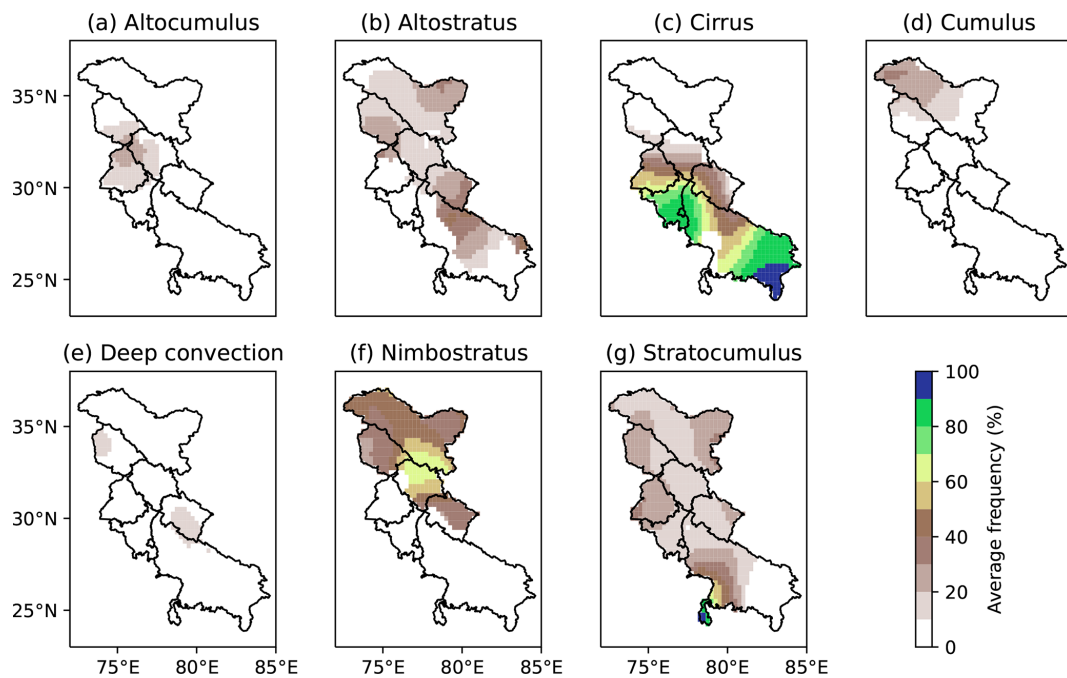 (a) Altocumulus
(b) Altostratus
(c) Cirrus
(d) Cumulus
35°N
30°N
25°N
(e) Deep convection
(f) Nimbostratus
(g) Stratocumulus
35°N
30°N
25°N
75°E 80°E 85°E
75°E 80°E 85°E
75°E 80°E 85°E
100
80
60
40
20
0
Average frequency (%)